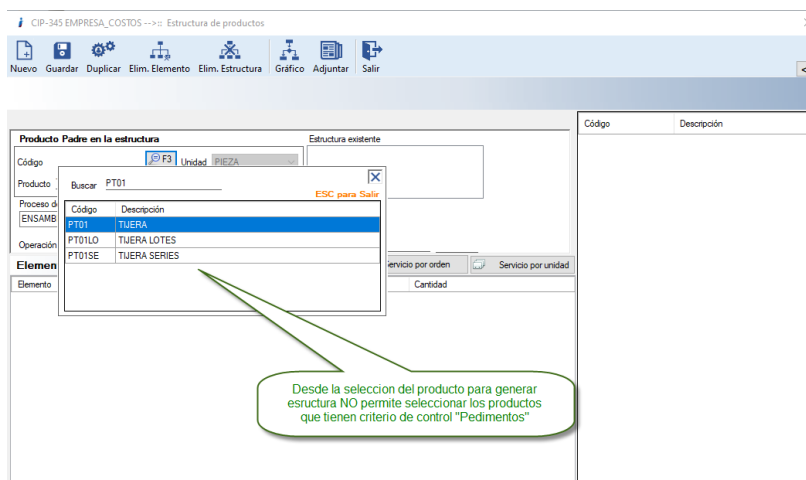 CIP-345 EMPRESA_COSTOS -->:: Estructura de productos
Nuevo Guardar Duplicar Elim. Elemento Elim. Estructura Gráfico Adjuntar Salir
<
Código Descripción
Producto Padre en la estructura Estructura existente
Código F3 Unidad PIEZA
Producto
Buscar PT01
ESC para Salir
Proceso d
ENSAMB
Código Descripción
PT01 TIJERA
PT01LO TIJERA LOTES
PT01SE TIJERA SERIES
Operación
Elemen ervicio por orden Servicio por unidad
Elemento Cantidad
Desde la seleccion del producto para generar
esructura NO permite seleccionar los productos
que tienen criterio de control "Pedimentos"